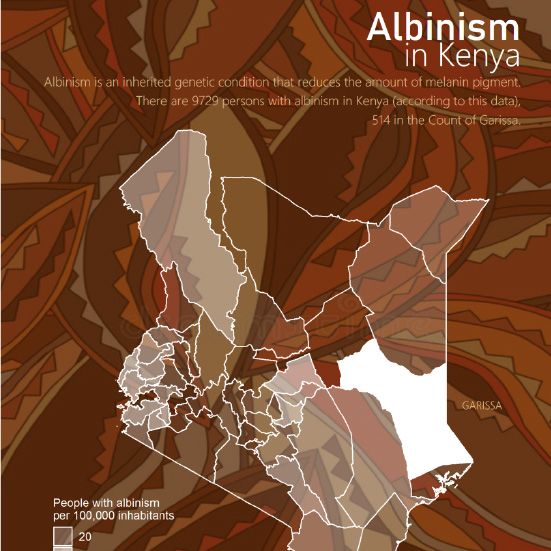 Albinism
in Kenya
Albinism is an inherited genetic condition that reduces the amount of melanin pigment.
There are 9729 persons with albinism in Kenya (according to this data),
514 in the Count of Garissa.
GARISSA
People with albinism
per 100,000 inhabitants
20